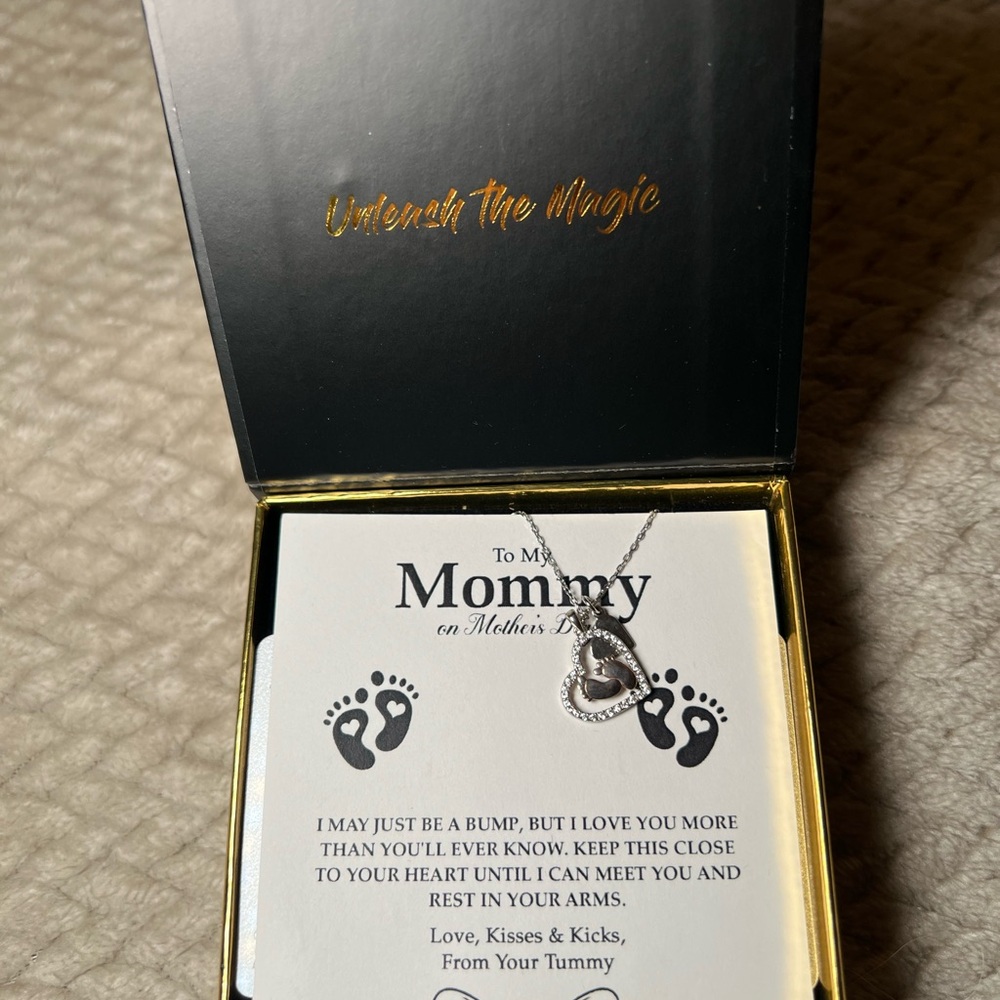 Unleash the Magic
To My
Mommy
on Mother's
I MAY JUST BE A BUMP, BUT I LOVE YOU MORE
THAN YOU'LL EVER KNOW. KEEP THIS CLOSE
TO YOUR HEART UNTIL I CAN MEET YOU AND
REST IN YOUR ARMS.
Love, Kisses & Kicks,
From Your Tummy